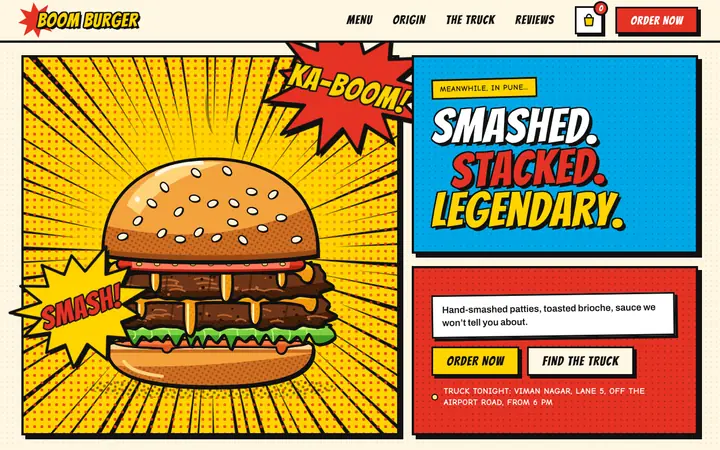 BOOM BURGER
MENU ORIGIN THE TRUCK REVIEWS 0 ORDER NOW
KA-BOOM!
SMASH!
MEANWHILE, IN PUNE...
SMASHED.
STACKED.
LEGENDARY.
Hand-smashed patties, toasted brioche, sauce we
won't tell you about.
ORDER NOW FIND THE TRUCK
TRUCK TONIGHT: VIMAN NAGAR, LANE 5, OFF THE
AIRPORT ROAD, FROM 6 PM